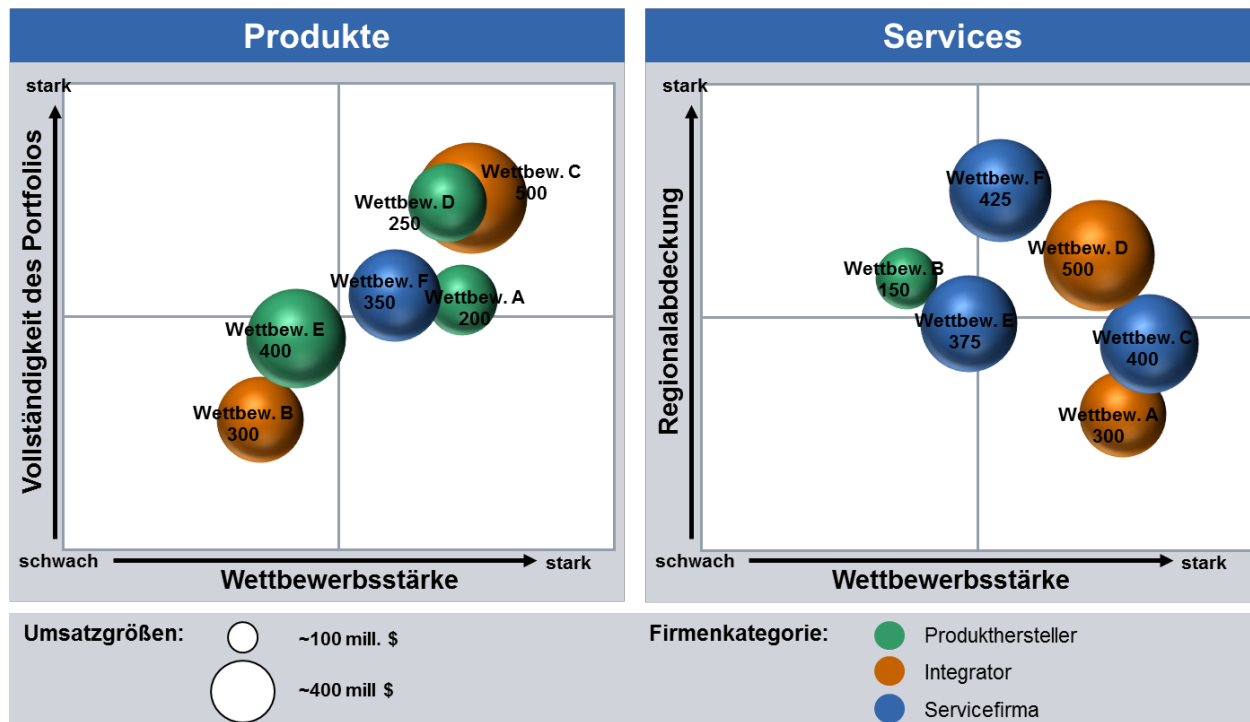 Produkte
stark
Vollständigkeit des Portfolios
Wettbew. C
500
Wettbew. D
250
Wettbew. F
350
Wettbew. A
200
Wettbew. E
400
Wettbew. B
300
schwach
stark
Wettbewerbsstärke
Services
stark
Regionalabdeckung
Wettbew. F
425
Wettbew. D
500
Wettbew. B
150
Wettbew. E
375
Wettbew. C
400
Wettbew. A
300
schwach
stark
Wettbewerbsstärke
Umsatzgrößen:
~100 mill. $
~400 mill $
Firmenkategorie:
Produkthersteller
Integrator
Servicefirma